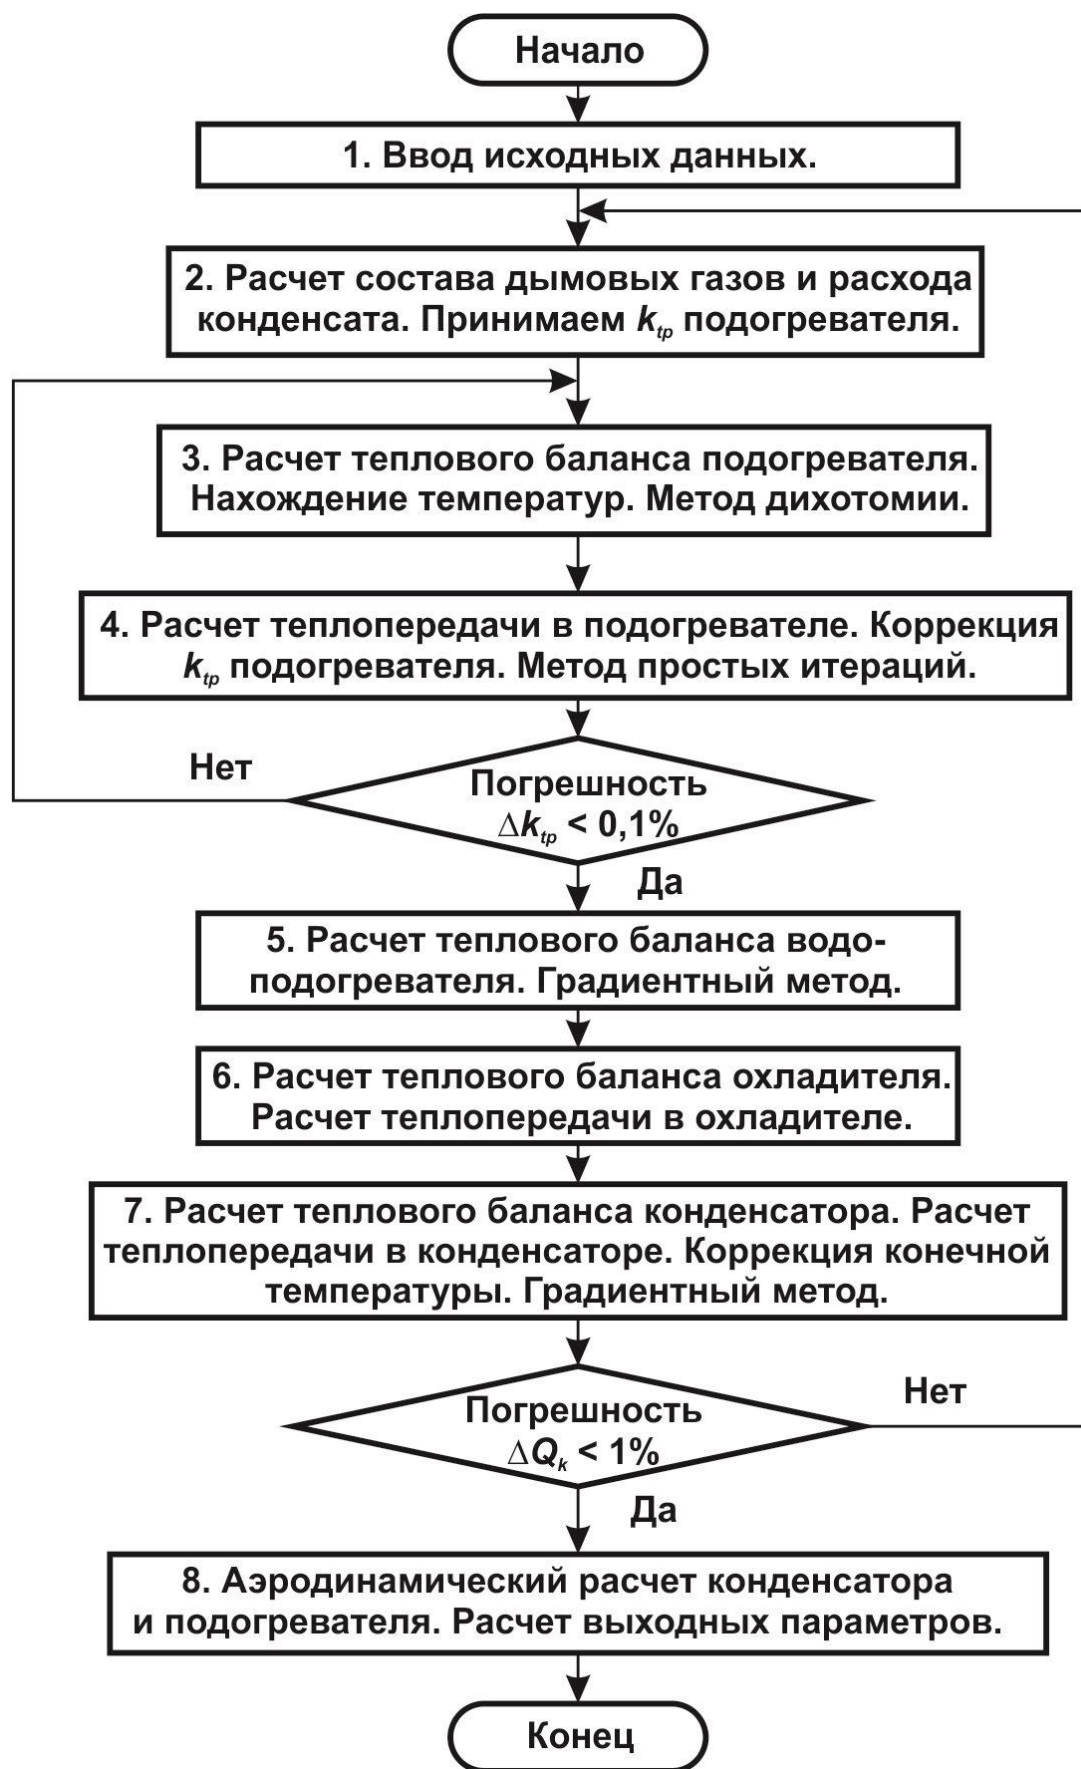 Начало
1. Ввод исходных данных.
2. Расчет состава дымовых газов и расхода
конденсата. Принимаем k_tp подогревателя.
3. Расчет теплового баланса подогревателя.
Нахождение температур. Метод дихотомии.
4. Расчет теплопередачи в подогревателе. Коррекция
k_tp подогревателя. Метод простых итераций.
Нет
Погрешность
Δk_tp < 0,1%
Да
5. Расчет теплового баланса водо-
подогревателя. Градиентный метод.
6. Расчет теплового баланса охладителя.
Расчет теплопередачи в охладителе.
7. Расчет теплового баланса конденсатора. Расчет
теплопередачи в конденсаторе. Коррекция конечной
температуры. Градиентный метод.
Нет
Погрешность
ΔQ_k < 1%
Да
8. Аэродинамический расчет конденсатора
и подогревателя. Расчет выходных параметров.
Конец